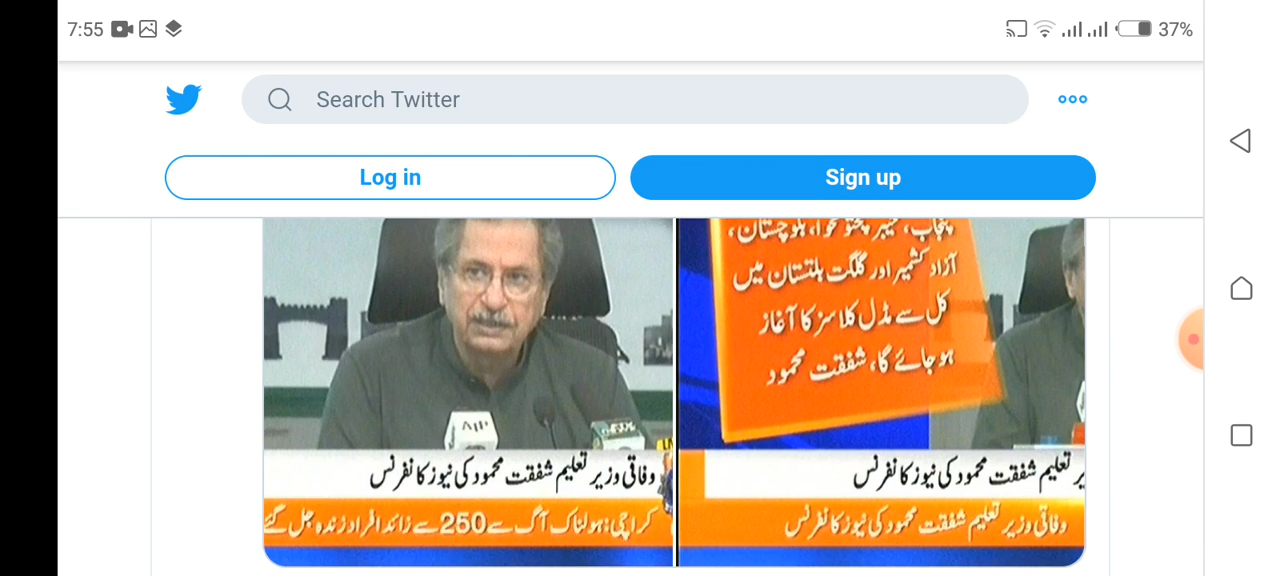 7:55
37%
Search Twitter
Log in
Sign up
پنجاب، خیبر پختونخوا، بلوچستان،
آزاد کشمیر اور گلگت بلتستان میں
کل سے مڈل کلاسز کا آغاز
ہو جائے گا، شفقت محمود
AIP
وفاقی وزیر تعلیم شفقت محمود کی نیوز کانفرنس
کراچی: ہولناک آگ سے 250 سے زائد افراد زندہ جل گئے
یر تعلیم شفقت محمود کی نیوز کانفرنس
وفاقی وزیر تعلیم شفقت محمود کی نیوز کانفرنس